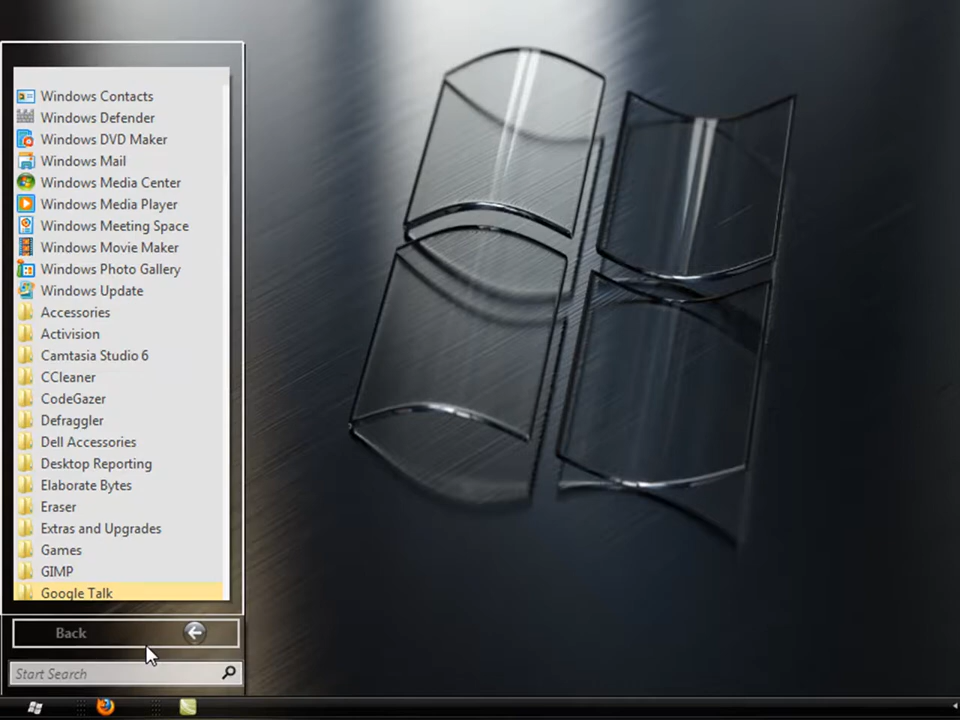 Windows Contacts
Windows Defender
Windows DVD Maker
Windows Mail
Windows Media Center
Windows Media Player
Windows Meeting Space
Windows Movie Maker
Windows Photo Gallery
Windows Update
Accessories
Activision
Camtasia Studio 6
CCleaner
CodeGazer
Defraggler
Dell Accessories
Desktop Reporting
Elaborate Bytes
Eraser
Extras and Upgrades
Games
GIMP
Google Talk
Back
Start Search